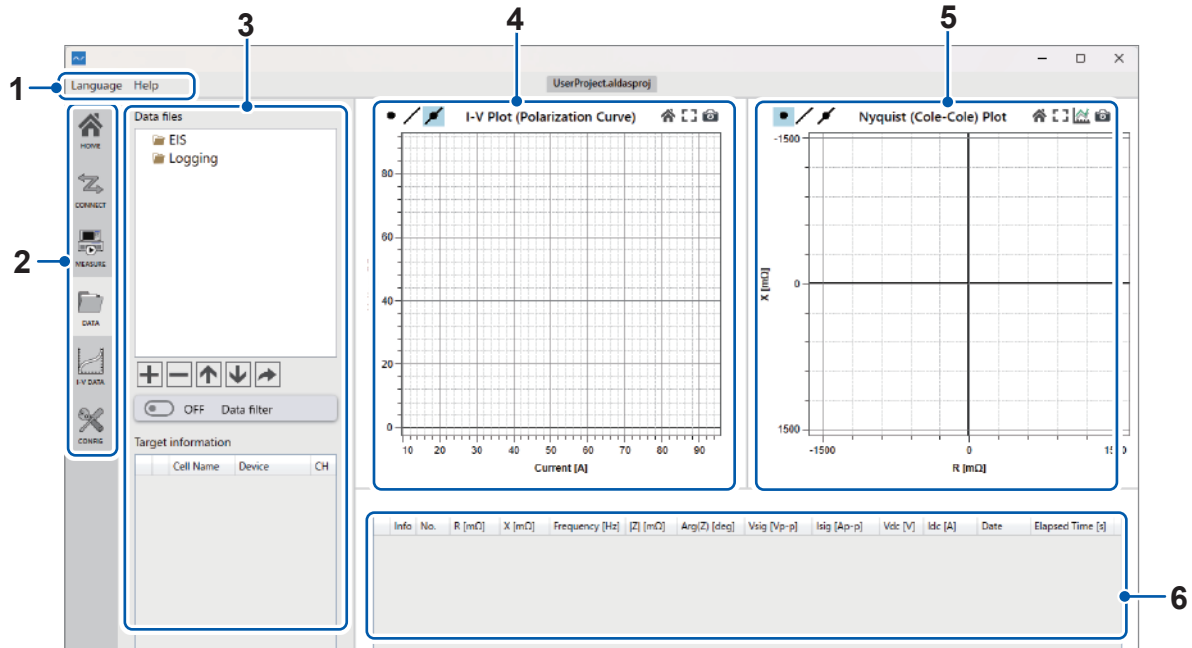 3
4
5
1
Language Help
UserProject.aldasproj
2
HOME
CONNECT
MEASURE
DATA
I-V DATA
CONFIG
Data files
EIS
Logging
OFF Data filter
Target information
Cell Name Device CH
I-V Plot (Polarization Curve)
80
60
40
20
0
10 20 30 40 50 60 70 80 90
Current [A]
Nyquist (Cole-Cole) Plot
-1500
0
1500
X [mΩ]
-1500 0
R [mΩ]
Info No. R [mΩ] X [mΩ] Frequency [Hz] |Z| [mΩ] Arg(Z) [deg] Vsig [Vp-p] Isig [Ap-p] Vdc [V] Idc [A] Date Elapsed Time [s]
6